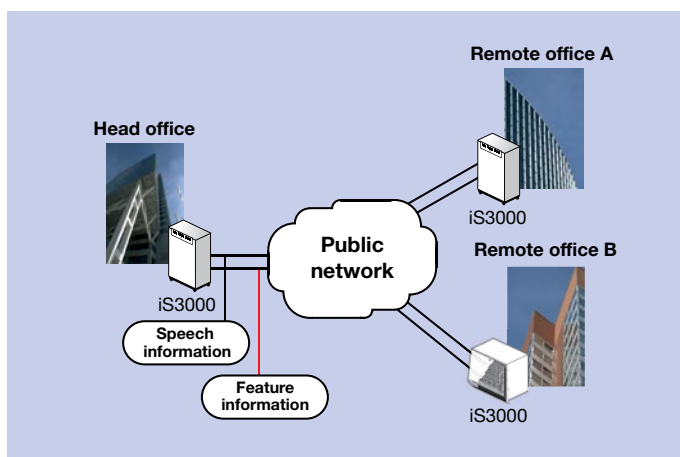 Remote office A
Head office
iS3000
Public
network
Remote office B
iS3000
Speech
information
Feature
information
iS3000